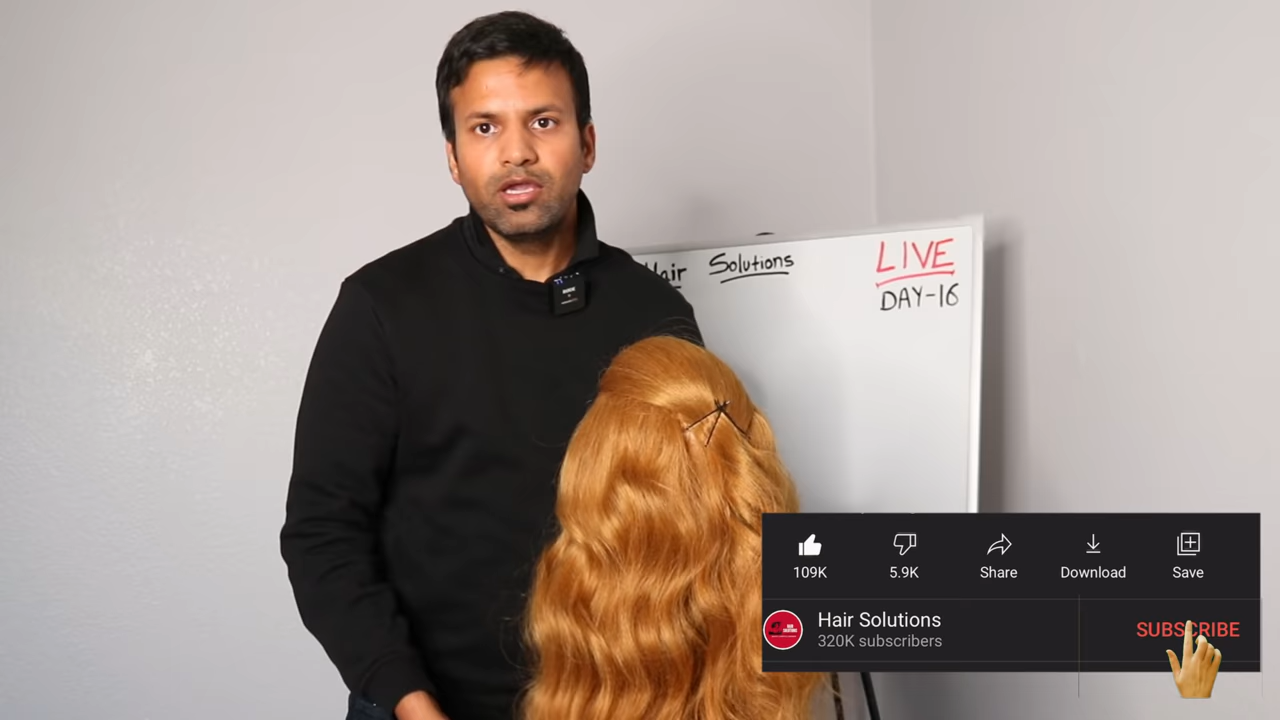 Hair Solutions
LIVE
DAY-16
109K
5.9K
Share
Download
Save
Hair Solutions
320K subscribers
SUBSCRIBE